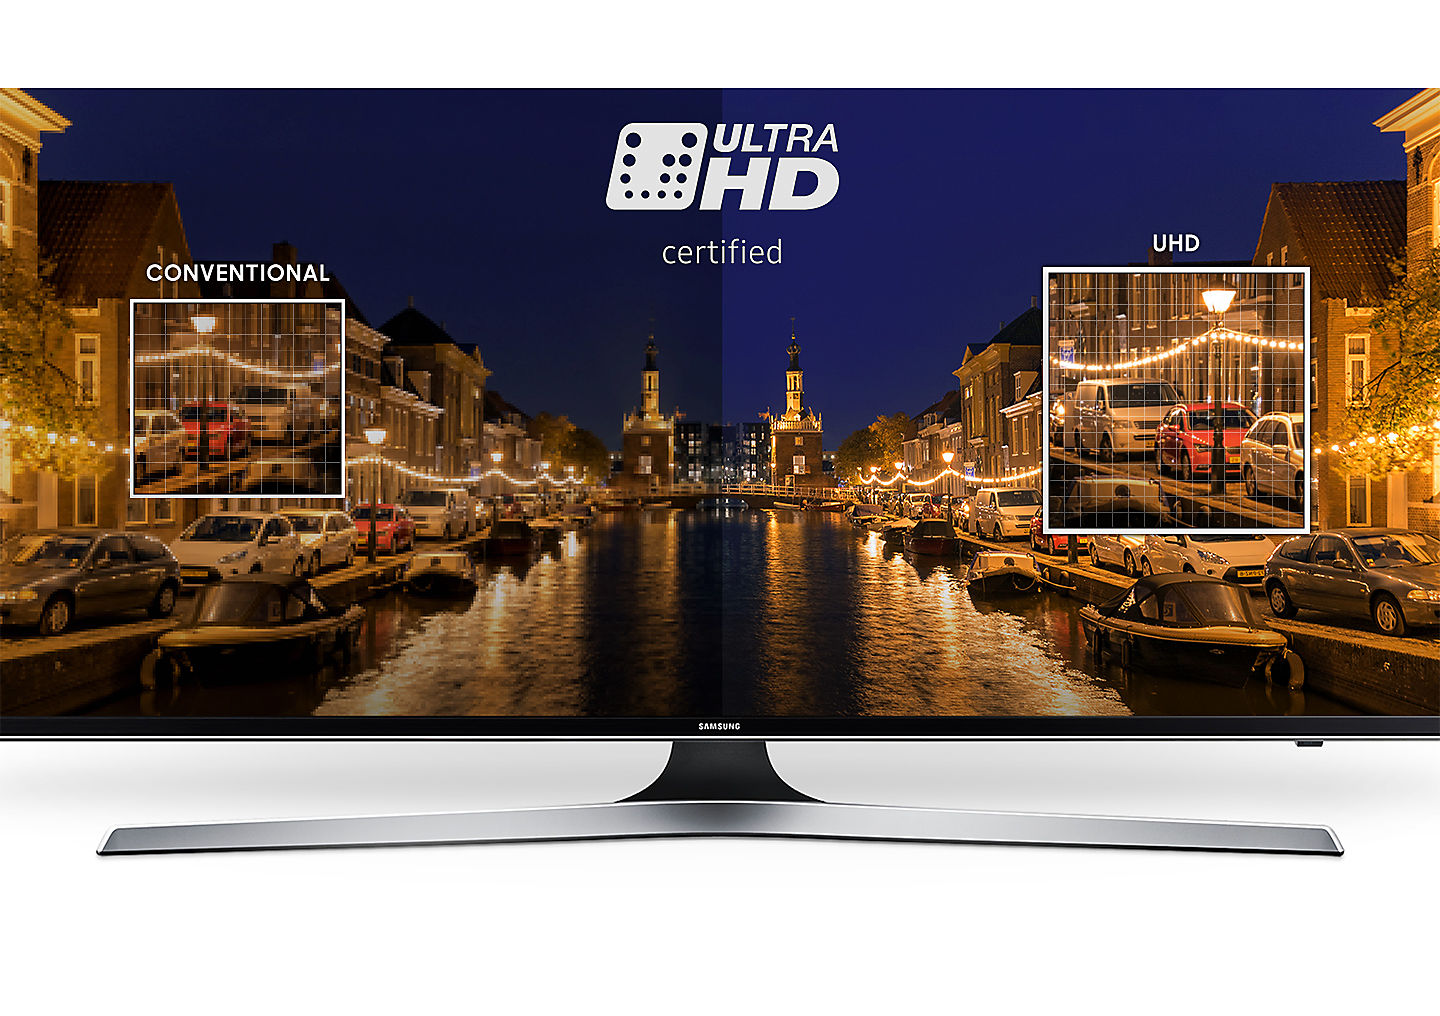 ULTRA
HD
certified
UHD
CONVENTIONAL
SAMSUNG